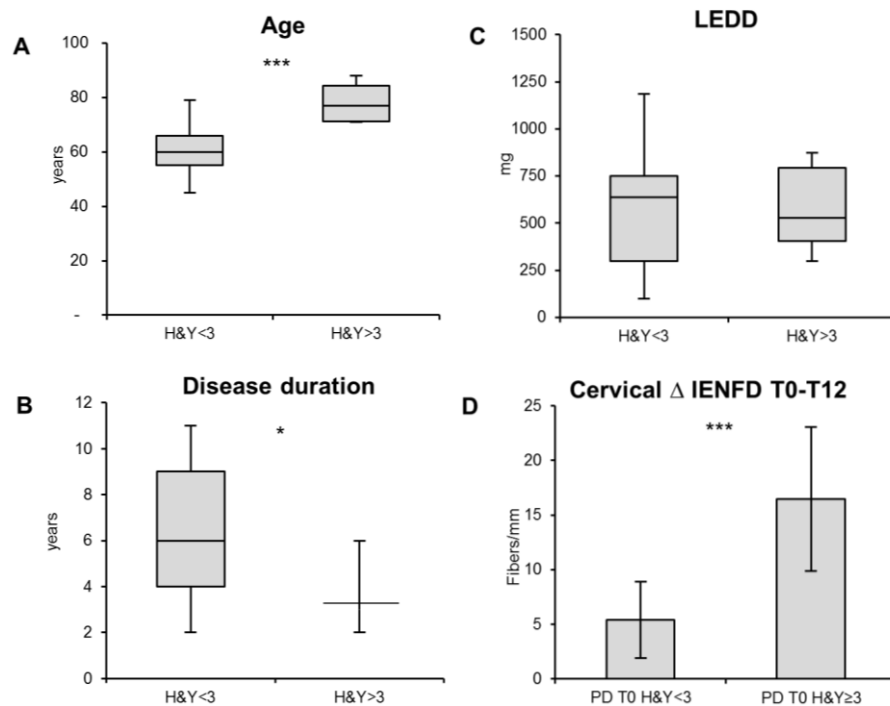 A
Age
100
80
60
40
20
-
years
***
H&Y<3
H&Y>3
C
LEDD
1500
1250
1000
750
500
250
0
mg
H&Y<3
H&Y>3
B
Disease duration
12
10
8
6
4
2
0
years
*
H&Y<3
H&Y>3
D
Cervical Δ IENFD T0-T12
25
20
15
10
5
0
Fibers/mm
***
PD T0 H&Y<3
PD T0 H&Y≥3